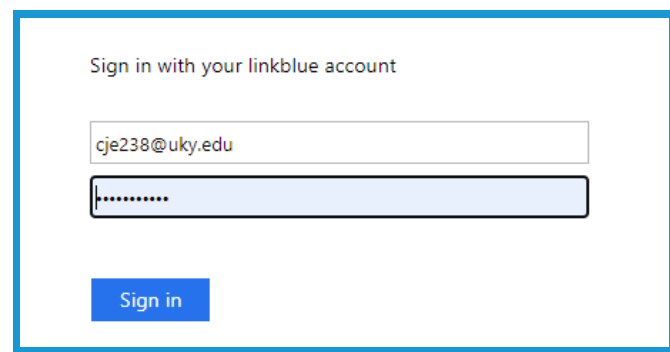 Sign in with your linkblue account
cje238@uky.edu
•••••••••••
Sign in